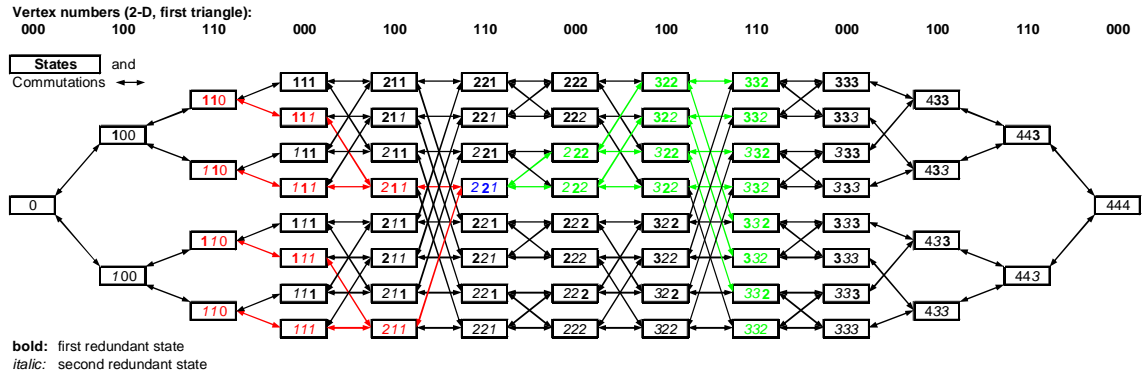 Vertex numbers (2-D, first triangle):
000 100 110 000 100 110 000 100 110 000 100 110 000
States and
Commutations
111 211 221 222 322 332 333
110 433
111 211 221 222 322 332 333
100 443
111 211 221 222 322 332 333
110 433
111 211 221 222 322 332 333
0 444
111 211 221 222 322 332 333
110 433
111 211 221 222 322 332 333
100 443
111 211 221 222 322 332 333
110 433
111 211 221 222 322 332 333
bold: first redundant state
italic: second redundant state